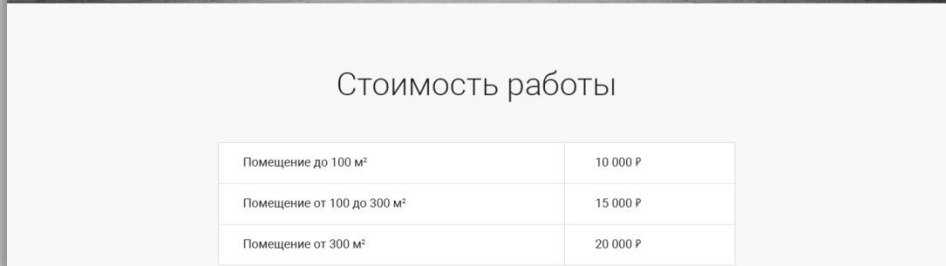 Стоимость работы
Помещение до 100 м² 10 000 ₽
Помещение от 100 до 300 м² 15 000 ₽
Помещение от 300 м² 20 000 ₽